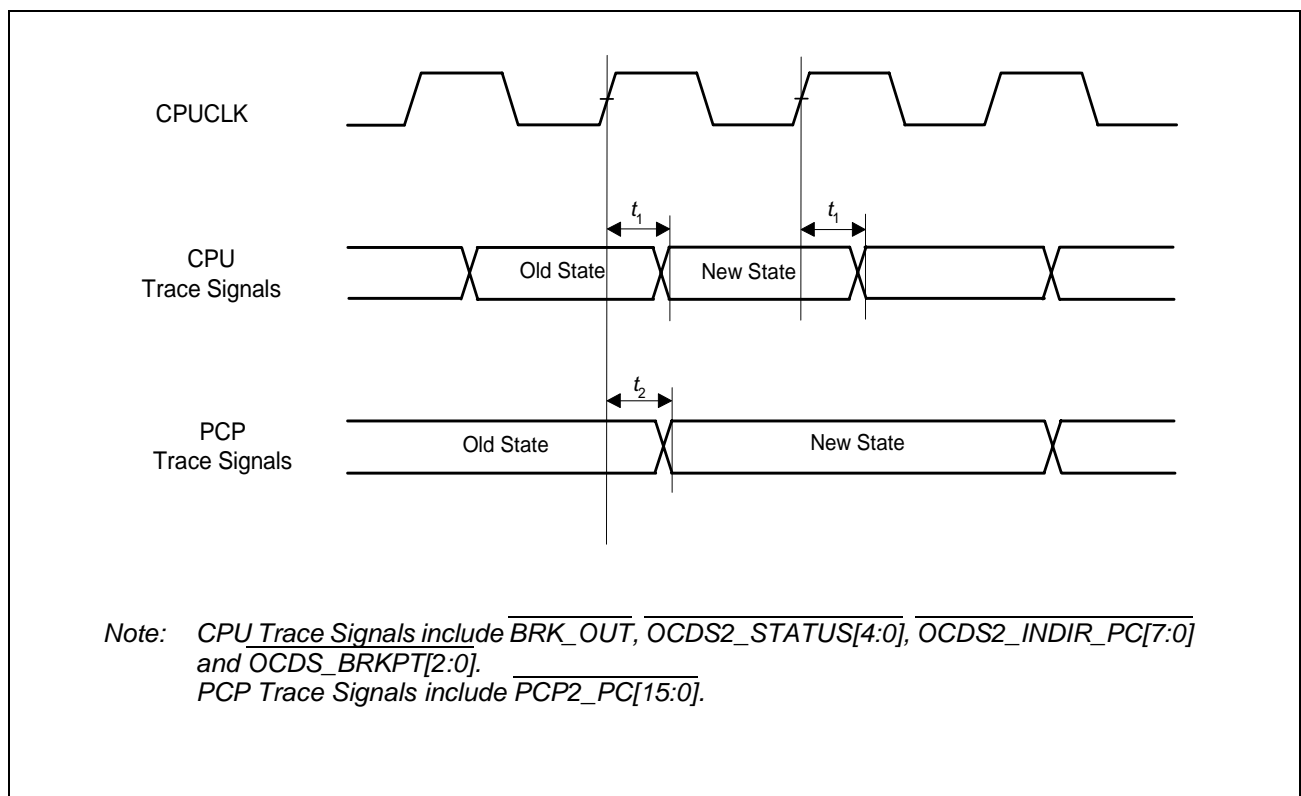 CPUCLK
t1
t1
CPU
Trace Signals
Old State
New State
t2
PCP
Trace Signals
Old State
New State
Note: CPU Trace Signals include BRK_OUT, OCDS2_STATUS[4:0], OCDS2_INDIR_PC[7:0]
and OCDS_BRKPT[2:0].
PCP Trace Signals include PCP2_PC[15:0].